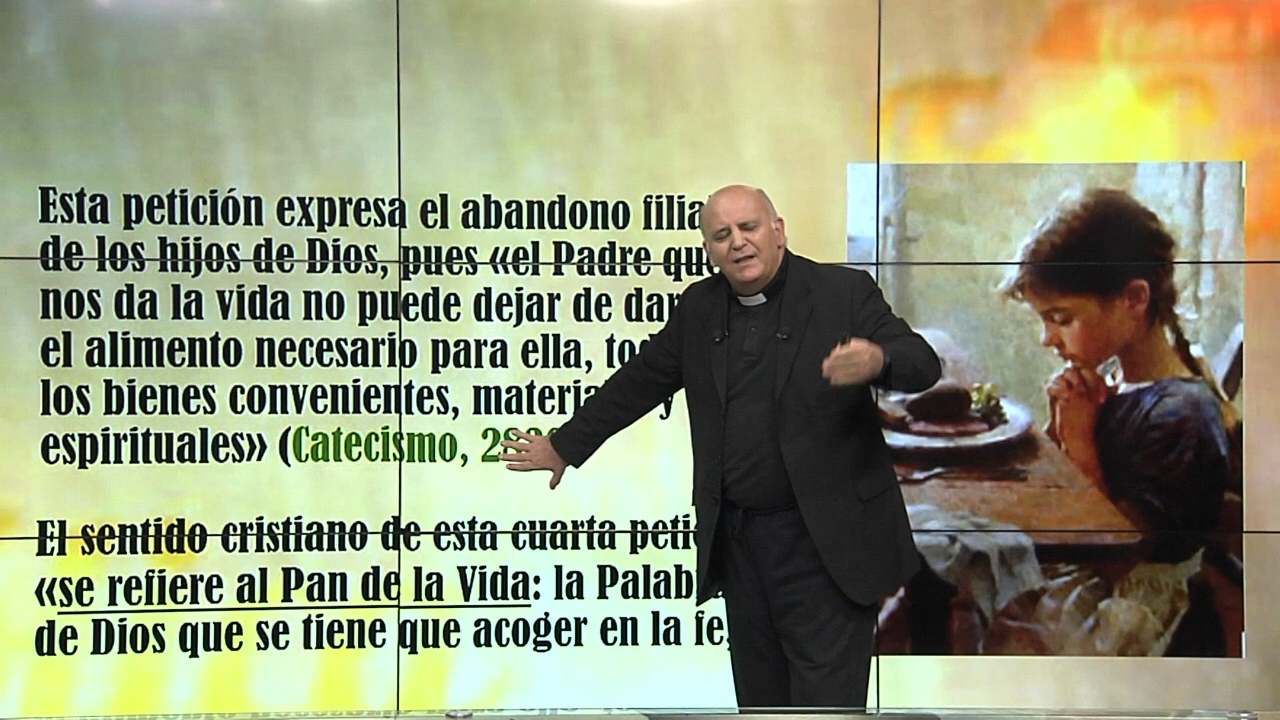 Esta petición expresa el abandono filia
de los hijos de Dios, pues «el Padre que
nos da la vida no puede dejar de dar
el alimento necesario para ella, tod
los bienes convenientes, materia y
espirituales» (Catecismo,
El sentido cristiano de esta cuarta peti
«se refiere al Pan de la Vida: la Palab
de Dios que se tiene que acoger en la fe,